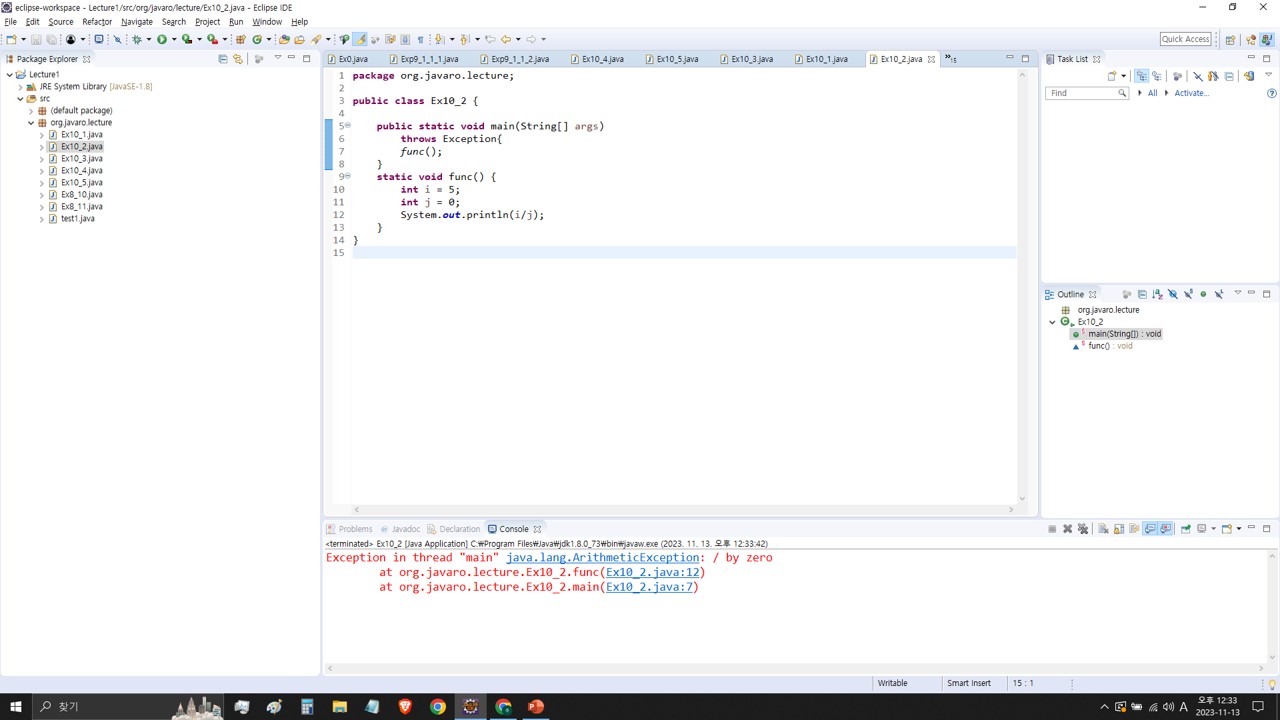 eclipse-workspace - Lecture1/src/org/javaro/lecture/Ex10_2.java - Eclipse IDE
File Edit Source Refactor Navigate Search Project Run Window Help
Quick Access
Package Explorer
Lecture1
JRE System Library [JavaSE-1.8]
src
(default package)
org.javaro.lecture
Ex10_1.java
Ex10_2.java
Ex10_3.java
Ex10_4.java
Ex10_5.java
Ex8_10.java
Ex8_11.java
test1.java
Ex0.java Exp9_1_1_1.java Exp9_1_1_2.java Ex10_4.java Ex10_5.java Ex10_3.java Ex10_1.java Ex10_2.java »15
1 package org.javaro.lecture;
2
3 public class Ex10_2 {
4
5 public static void main(String[] args)
6 throws Exception{
7 func();
8 }
9 static void func() {
10 int i = 5;
11 int j = 0;
12 System.out.println(i/j);
13 }
14 }
15
Task List
Find All Activate...
Outline
org.javaro.lecture
Ex10_2
main(String[]) : void
func() : void
Problems Javadoc Declaration Console
<terminated> Ex10_2 [Java Application] C:₩Program Files₩Java₩jdk1.8.0_73₩bin₩javaw.exe (2023. 11. 13. 오후 12:33:42)
Exception in thread "main" java.lang.ArithmeticException: / by zero
at org.javaro.lecture.Ex10_2.func(Ex10_2.java:12)
at org.javaro.lecture.Ex10_2.main(Ex10_2.java:7)
Writable Smart Insert 15 : 1
찾기
A 오후 12:33
2023-11-13